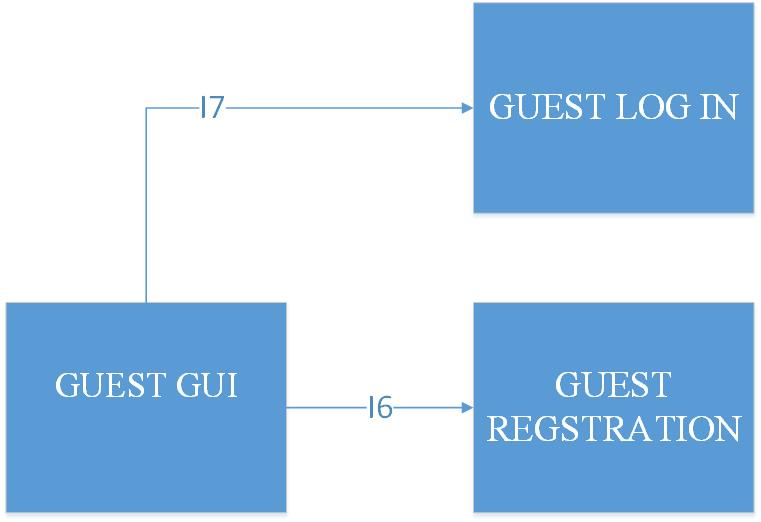 I7
GUEST LOG IN
GUEST GUI
I6
GUEST
REGSTRATION